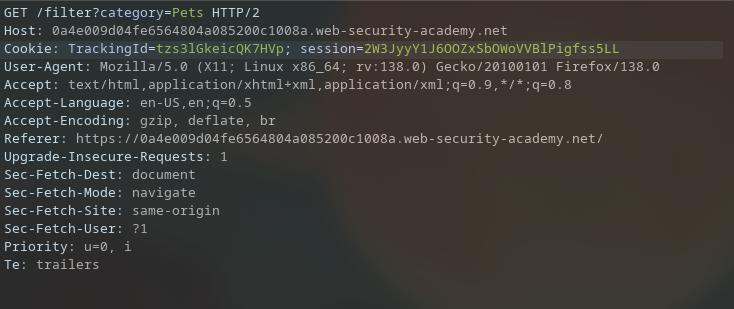 GET /filter?category=Pets HTTP/2
Host: 0a4e009d04fe6564804a085200c1008a.web-security-academy.net
Cookie: TrackingId=tzs3lGkeicQK7HVp; session=2W3JyyY1J6OOZxSbOWoVVBlPigfss5LL
User-Agent: Mozilla/5.0 (X11; Linux x86_64; rv:138.0) Gecko/20100101 Firefox/138.0
Accept: text/html,application/xhtml+xml,application/xml;q=0.9,*/*;q=0.8
Accept-Language: en-US,en;q=0.5
Accept-Encoding: gzip, deflate, br
Referer: https://0a4e009d04fe6564804a085200c1008a.web-security-academy.net/
Upgrade-Insecure-Requests: 1
Sec-Fetch-Dest: document
Sec-Fetch-Mode: navigate
Sec-Fetch-Site: same-origin
Sec-Fetch-User: ?1
Priority: u=0, i
Te: trailers